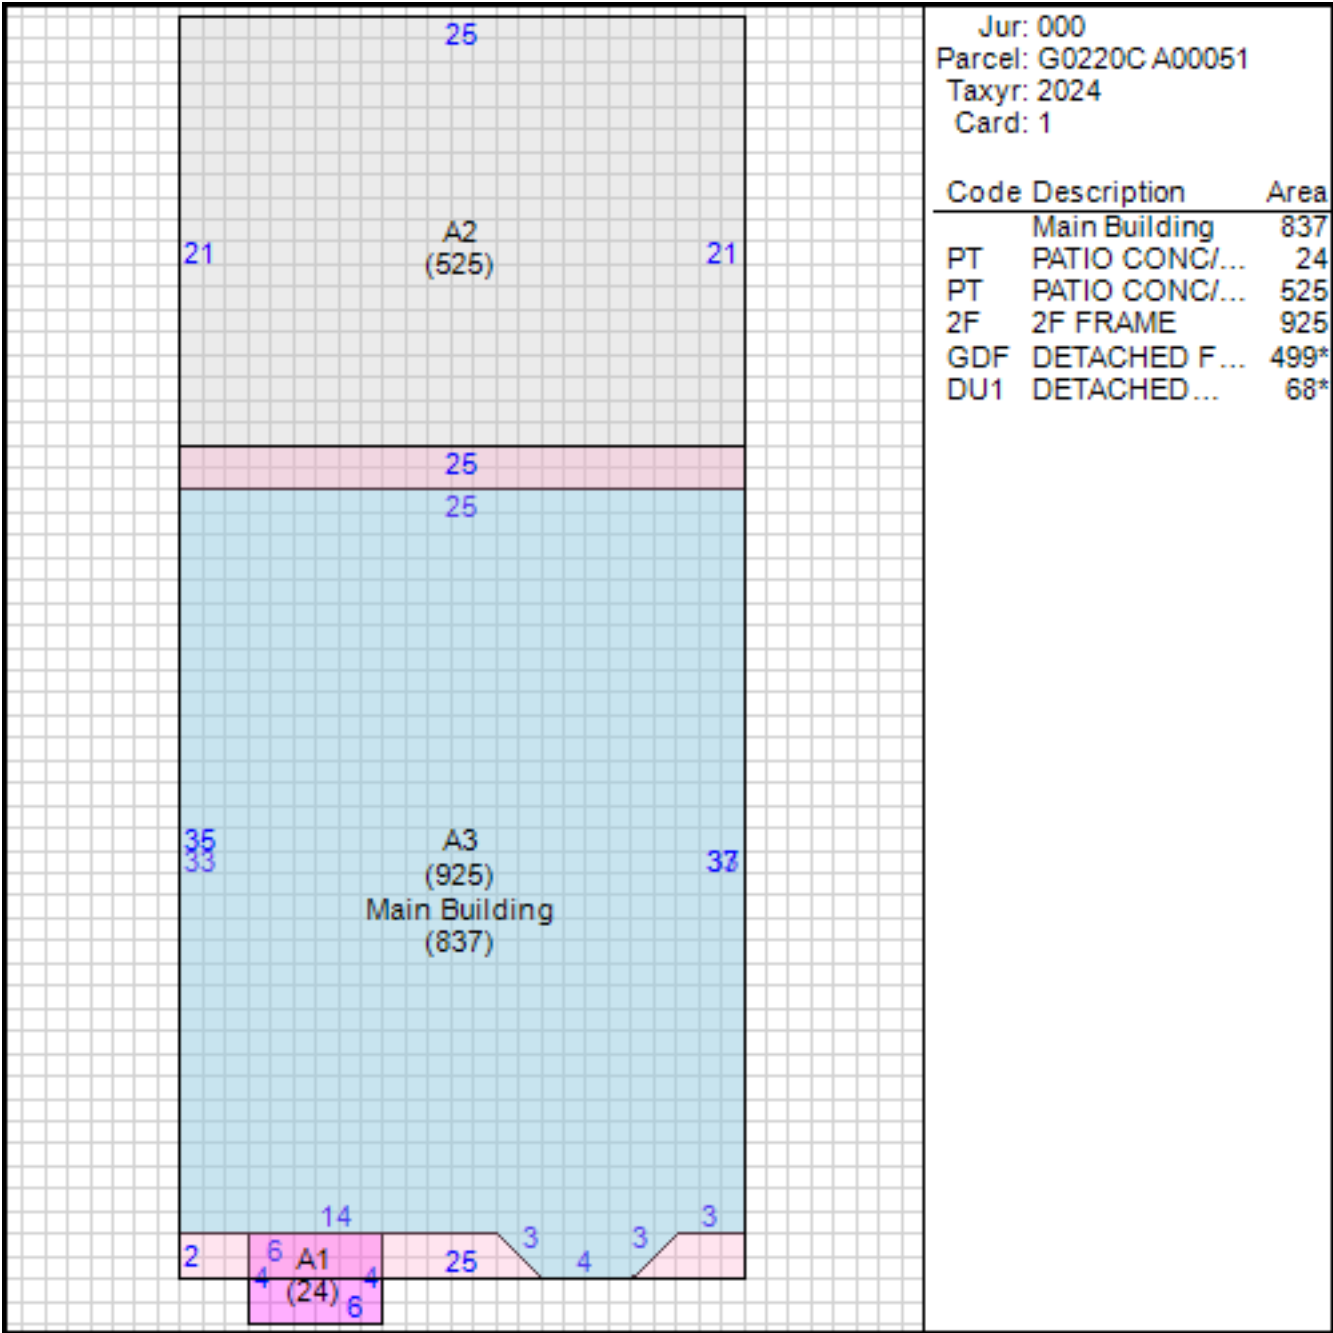 25
21
A2
(525)
21
25
25
35
33
A3
(925)
Main Building
(837)
37
14
3
2
6
A1
(24)
4
4
6
25
3
4
3
Jur: 000
Parcel: G0220C A00051
Taxyr: 2024
Card: 1
Code Description Area
Main Building 837
PT PATIO CONC/... 24
PT PATIO CONC/... 525
2F 2F FRAME 925
GDF DETACHED F... 499*
DU1 DETACHED... 68*